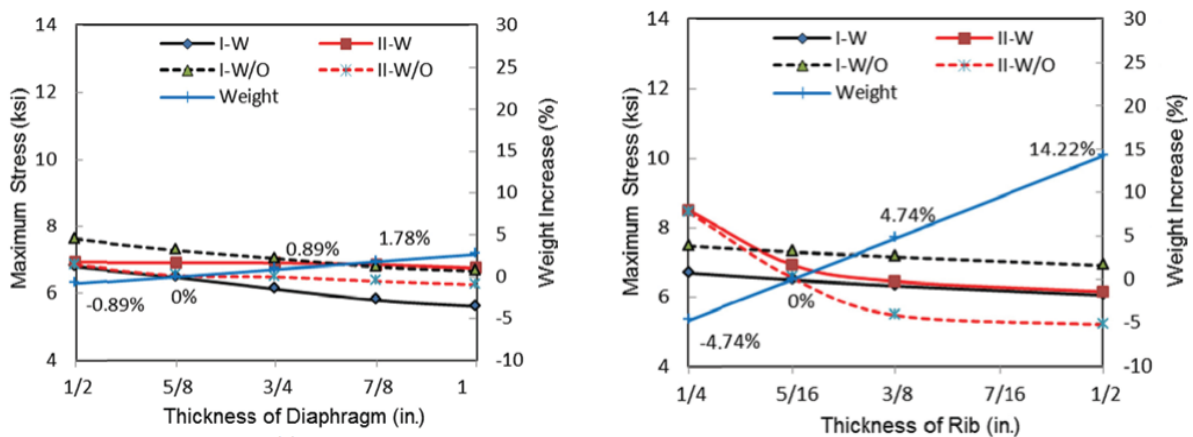 14
12
10
8
6
4
Maximum Stress (ksi)
I-W
II-W
I-W/O
II-W/O
Weight
-0.89%
0%
0.89%
1.78%
30
25
20
15
10
5
0
-5
-10
Weight Increase (%)
1/2 5/8 3/4 7/8 1
Thickness of Diaphragm (in.)
14
12
10
8
6
4
Maximum Stress (ksi)
I-W
II-W
I-W/O
II-W/O
Weight
14.22%
4.74%
0%
-4.74%
30
25
20
15
10
5
0
-5
-10
Weight Increase (%)
1/4 5/16 3/8 7/16 1/2
Thickness of Rib (in.)